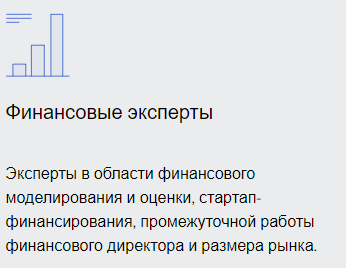 Финансовые эксперты
Эксперты в области финансового
моделирования и оценки, стартап-
финансирования, промежуточной работы
финансового директора и размера рынка.